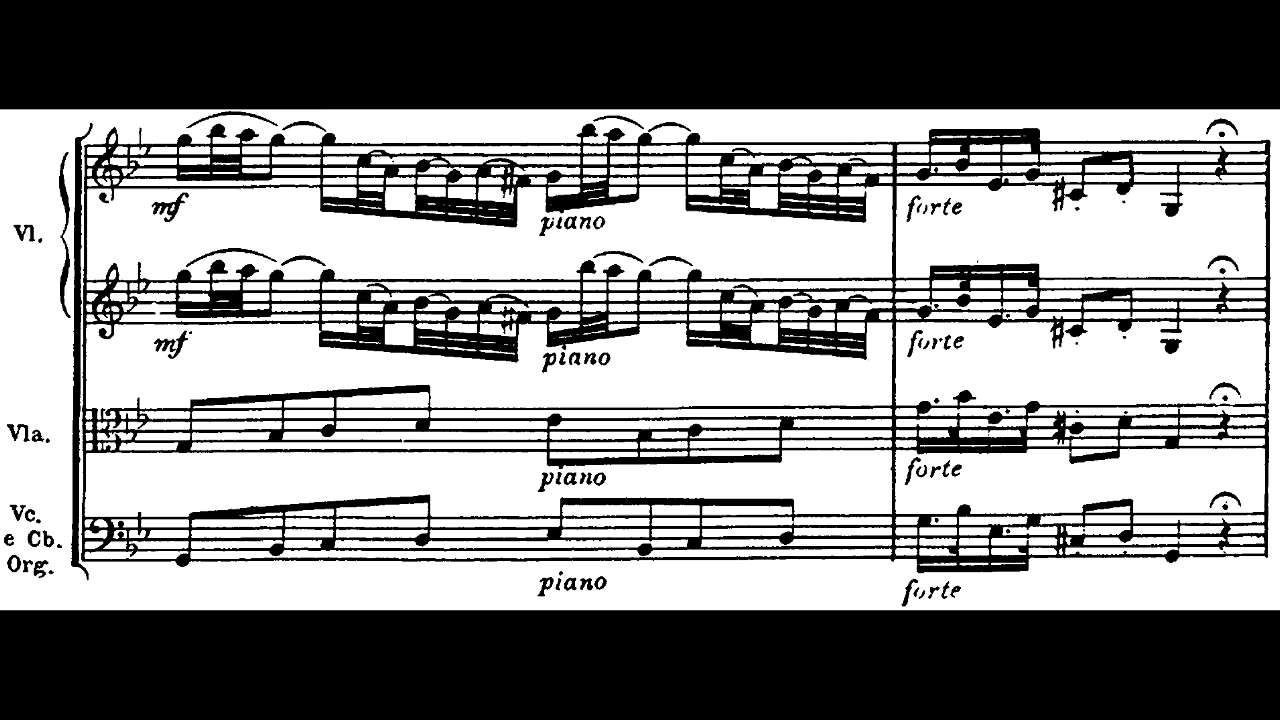 mf
piano
forte
Vl.
mf
piano
forte
Vla.
piano
forte
Vc.
e Cb.
Org.
piano
forte